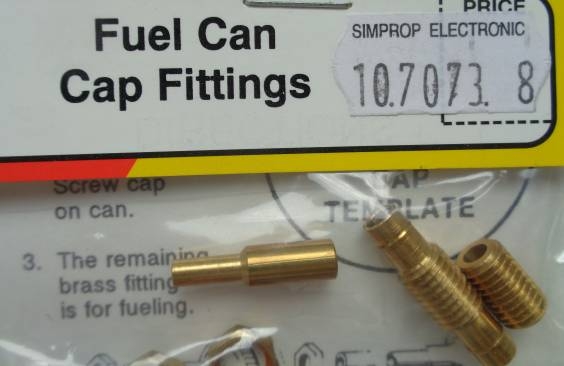 PRICE
Fuel Can
Cap Fittings
SIMPROP ELECTRONIC
10.7073. 8
Screw cap
on can.
CAP
TEMPLATE
3. The remaining
brass fitting
is for fueling.